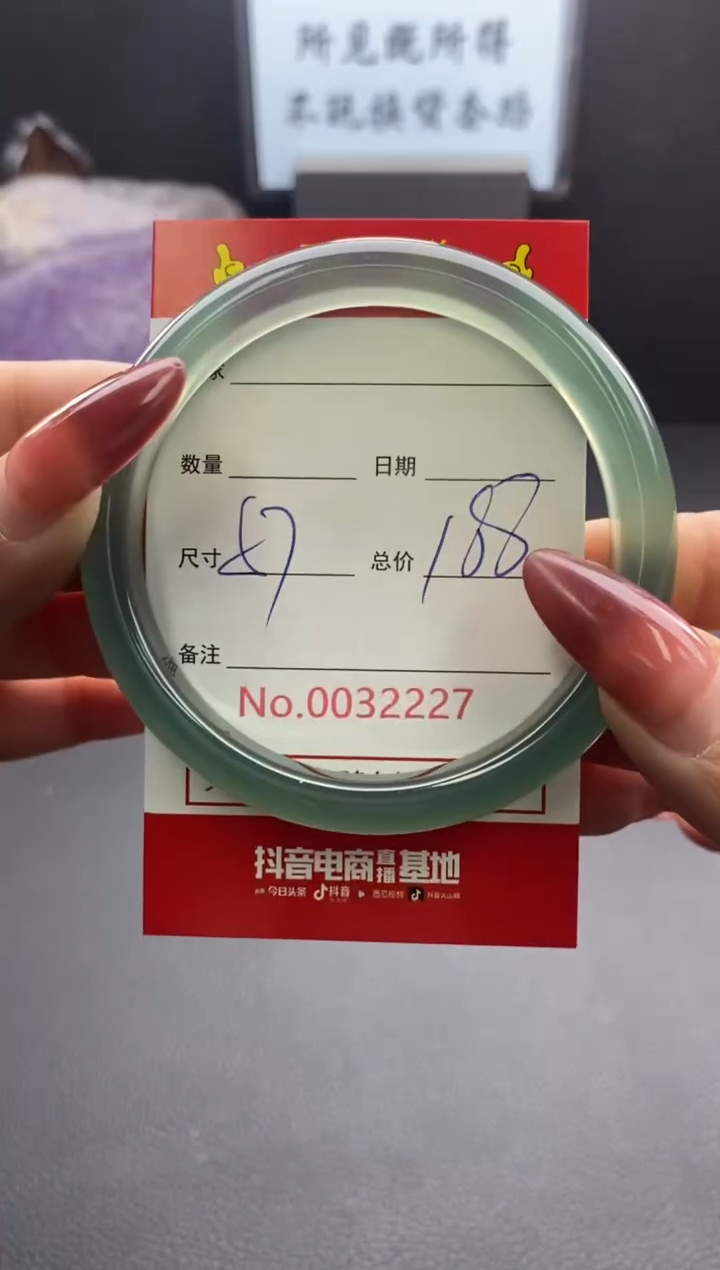 所见既所得
不玩换货套路
数量 日期
尺寸 57 总价 188
备注
No.0032227
抖音电商直播基地
今日头条 抖音 西瓜视频 抖音火山版